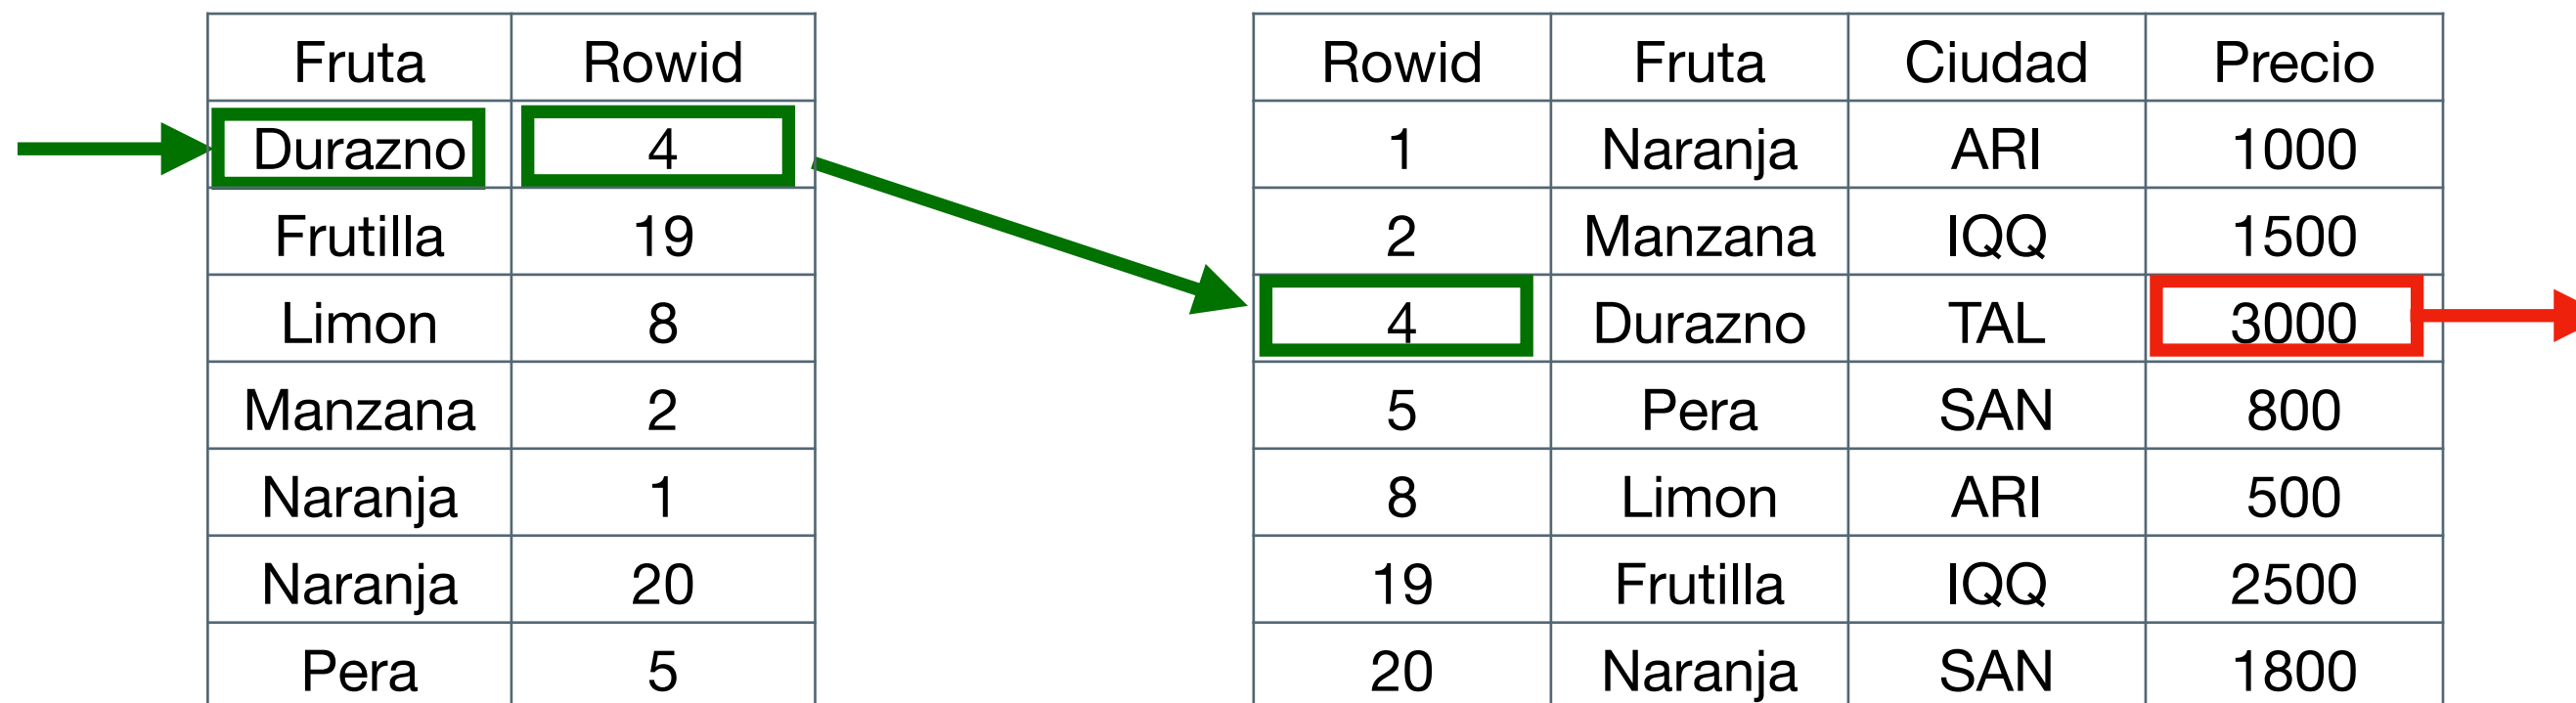 Fruta Rowid
Durazno 4
Frutilla 19
Limon 8
Manzana 2
Naranja 1
Naranja 20
Pera 5
Rowid Fruta Ciudad Precio
1 Naranja ARI 1000
2 Manzana IQQ 1500
4 Durazno TAL 3000
5 Pera SAN 800
8 Limon ARI 500
19 Frutilla IQQ 2500
20 Naranja SAN 1800